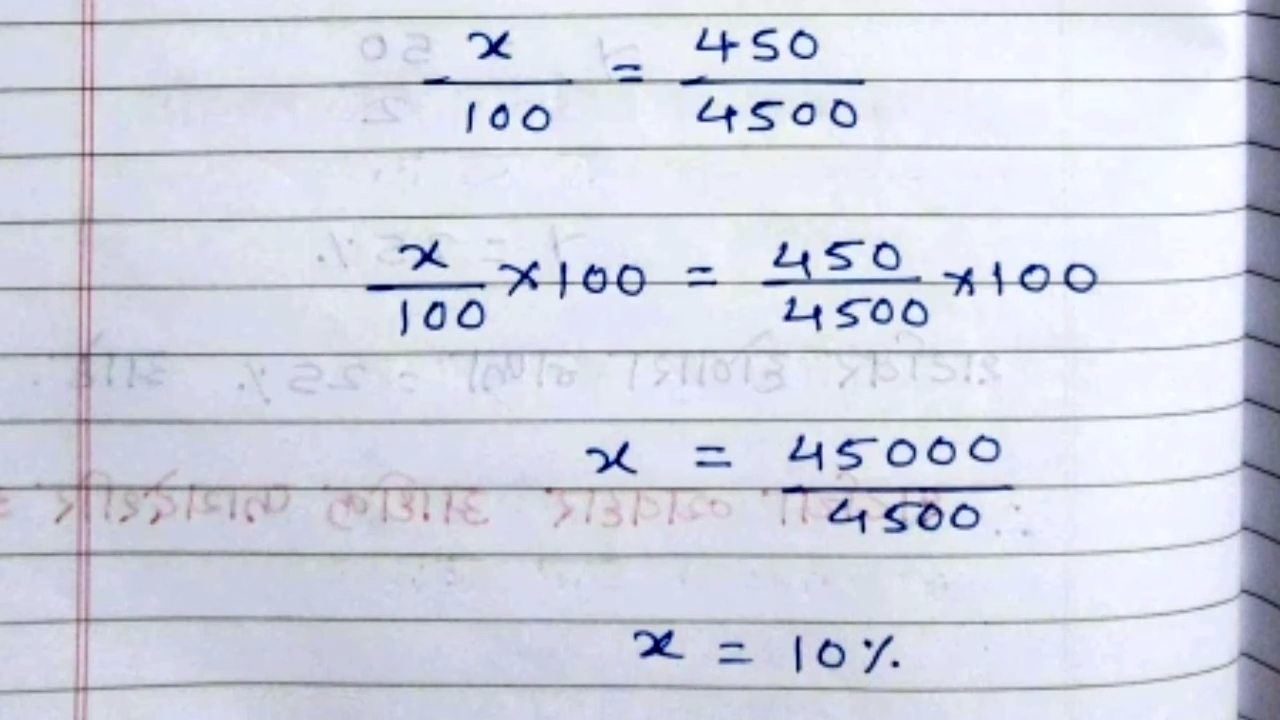 x/100 = 450/4500
x/100 ×100 = 450/4500 ×100
x = 45000/4500
x = 10%.